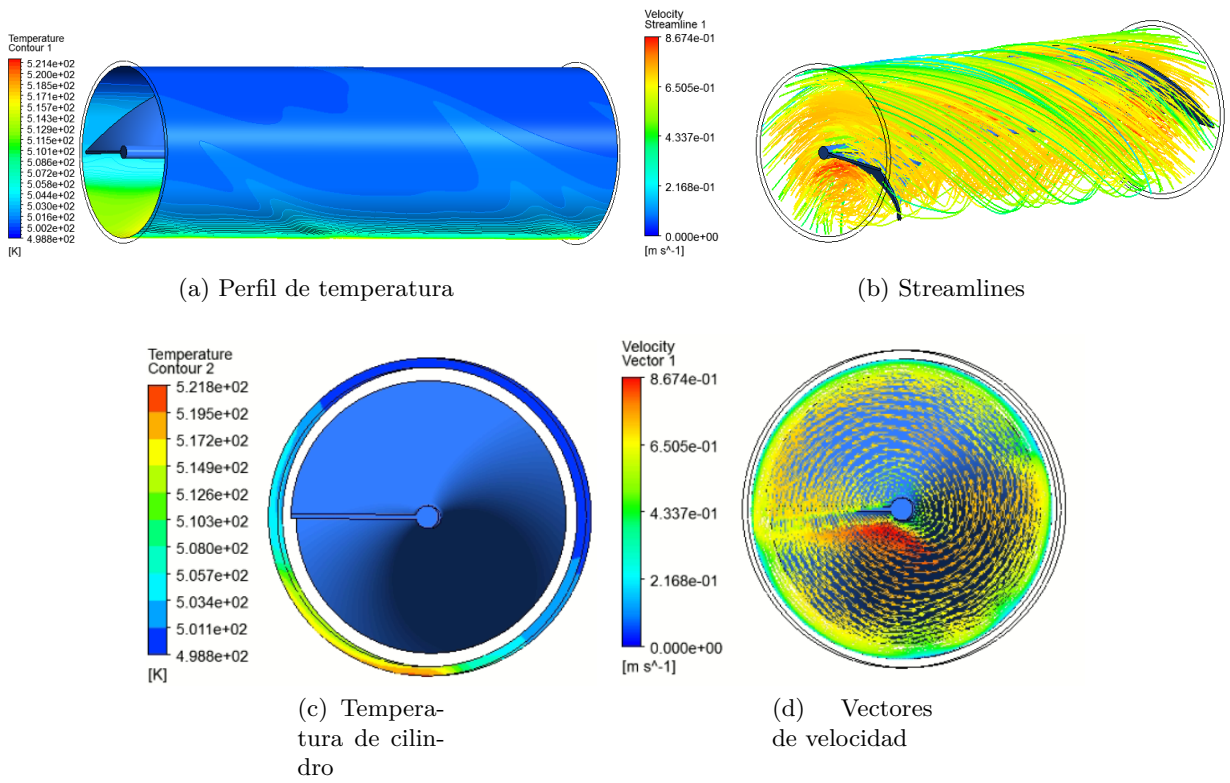 Temperature
Contour 1
5.214e+02
5.200e+02
5.185e+02
5.171e+02
5.157e+02
5.143e+02
5.129e+02
5.115e+02
5.101e+02
5.086e+02
5.072e+02
5.058e+02
5.044e+02
5.030e+02
5.016e+02
5.002e+02
4.988e+02
[K]
(a) Perfil de temperatura
Velocity
Streamline 1
8.674e-01
6.505e-01
4.337e-01
2.168e-01
0.000e+00
[m s^-1]
(b) Streamlines
Temperature
Contour 2
5.218e+02
5.195e+02
5.172e+02
5.149e+02
5.126e+02
5.103e+02
5.080e+02
5.057e+02
5.034e+02
5.011e+02
4.988e+02
[K]
(c) Tempera-
tura de cilin-
dro
Velocity
Vector 1
8.674e-01
6.505e-01
4.337e-01
2.168e-01
0.000e+00
[m s^-1]
(d) Vectores
de velocidad